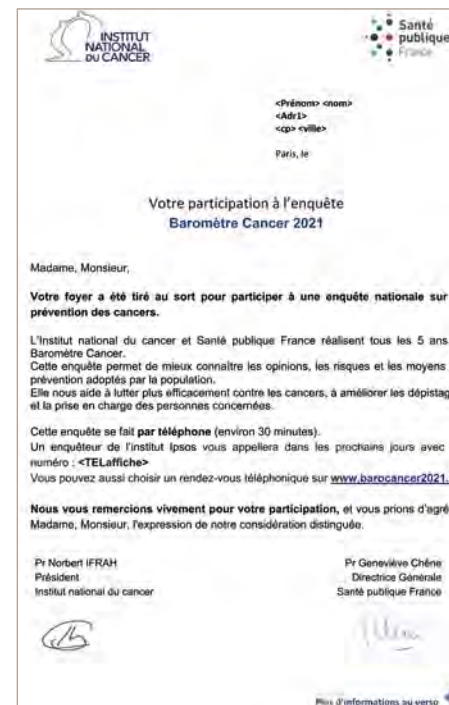 INSTITUT
NATIONAL
DU CANCER
Santé
publique
France
<Prénom> <nom>
<Adr1>
<cp> <ville>
Paris, le
Votre participation à l'enquête
Baromètre Cancer 2021
Madame, Monsieur,
Votre foyer a été tiré au sort pour participer à une enquête nationale sur
prévention des cancers.
L'Institut national du cancer et Santé publique France réalisent tous les 5 ans
Baromètre Cancer.
Cette enquête permet de mieux connaître les opinions, les risques et les moyens
prévention adoptés par la population.
Elle nous aide à lutter plus efficacement contre les cancers, à améliorer les dépistag
et la prise en charge des personnes concernées.
Cette enquête se fait par téléphone (environ 30 minutes).
Un enquêteur de l'institut Ipsos vous appellera dans les prochains jours avec
numéro : <TELaffiche>
Vous pouvez aussi choisir un rendez-vous téléphonique sur www.barocancer2021.
Nous vous remercions vivement pour votre participation, et vous prions d'agré
Madame, Monsieur, l'expression de notre considération distinguée.
Pr Norbert IFRAH
Président
Institut national du cancer
Pr Geneviève Chêne
Directrice Générale
Santé publique France
Plus d'informations au verso